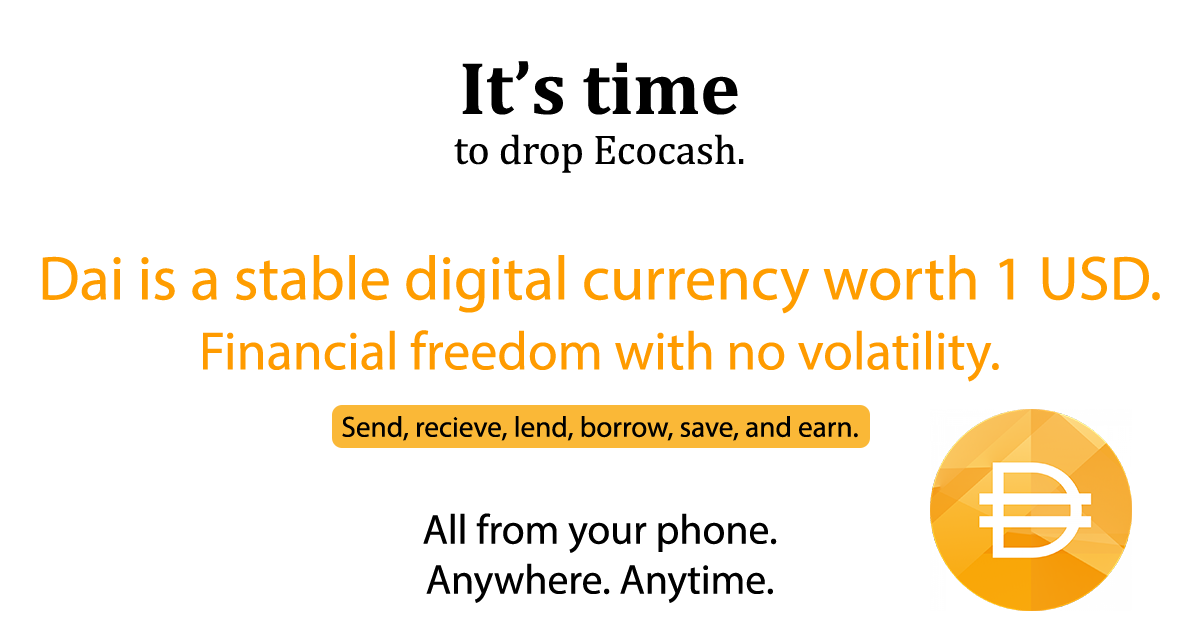 It’s time
to drop Ecocash.
Dai is a stable digital currency worth 1 USD.
Financial freedom with no volatility.
Send, recieve, lend, borrow, save, and earn.
All from your phone.
Anywhere. Anytime.